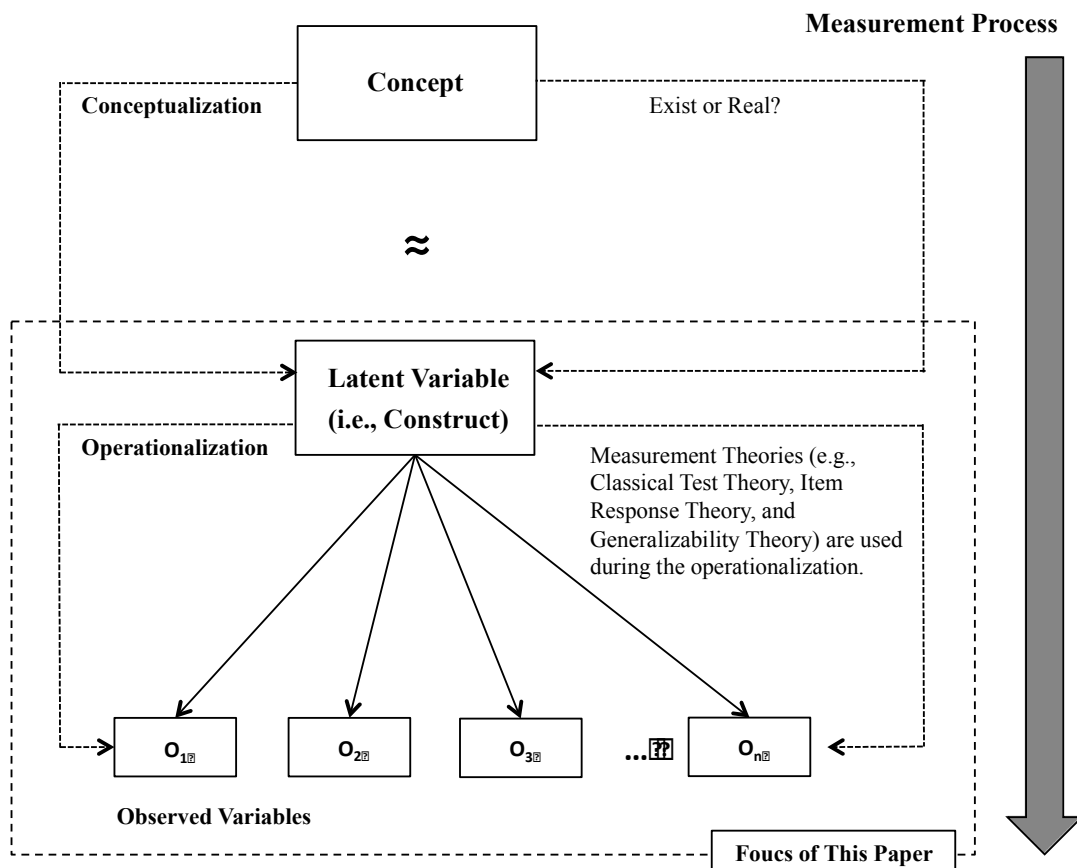 Measurement Process
Concept
Conceptualization
Exist or Real?
≈
Latent Variable
(i.e., Construct)
Operationalization
Measurement Theories (e.g.,
Classical Test Theory, Item
Response Theory, and
Generalizability Theory) are used
during the operationalization.
O1
O2
O3
...
On
Observed Variables
Foucs of This Paper